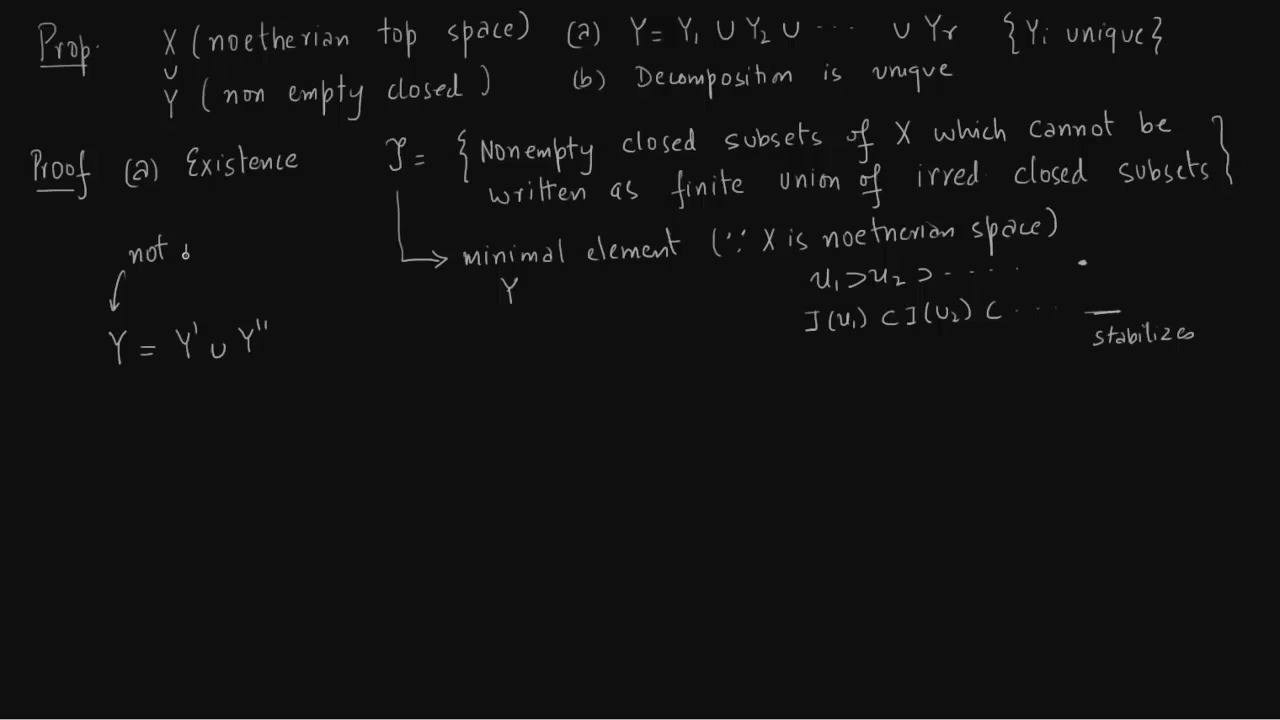 Prop. X (noetherian top space) (a) Y = Y₁ ∪ Y₂ ∪ ··· ∪ Yr {Yi unique}
∪
Y (non empty closed) (b) Decomposition is unique
Proof (a) Existence 𝒥 = {Nonempty closed subsets of X which cannot be
written as finite union of irred. closed subsets}
not
minimal element (∵ X is noetherian space)
Y
U₁ ⊃ U₂ ⊃ ·····
I(U₁) ⊂ I(U₂) ⊂ ····
stabilizes
Y = Y' ∪ Y''